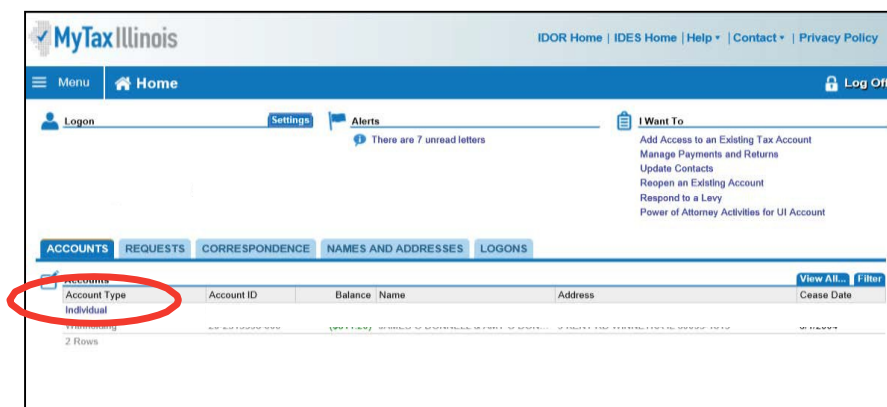 MyTax Illinois
IDOR Home | IDES Home | Help | Contact | Privacy Policy
Menu Home Log Off
Logon Settings Alerts I Want To
There are 7 unread letters
Add Access to an Existing Tax Account
Manage Payments and Returns
Update Contacts
Reopen an Existing Account
Respond to a Levy
Power of Attorney Activities for UI Account
ACCOUNTS REQUESTS CORRESPONDENCE NAMES AND ADDRESSES LOGONS
Accounts View All... Filter
Account Type Account ID Balance Name Address Cease Date
Individual
2 Rows